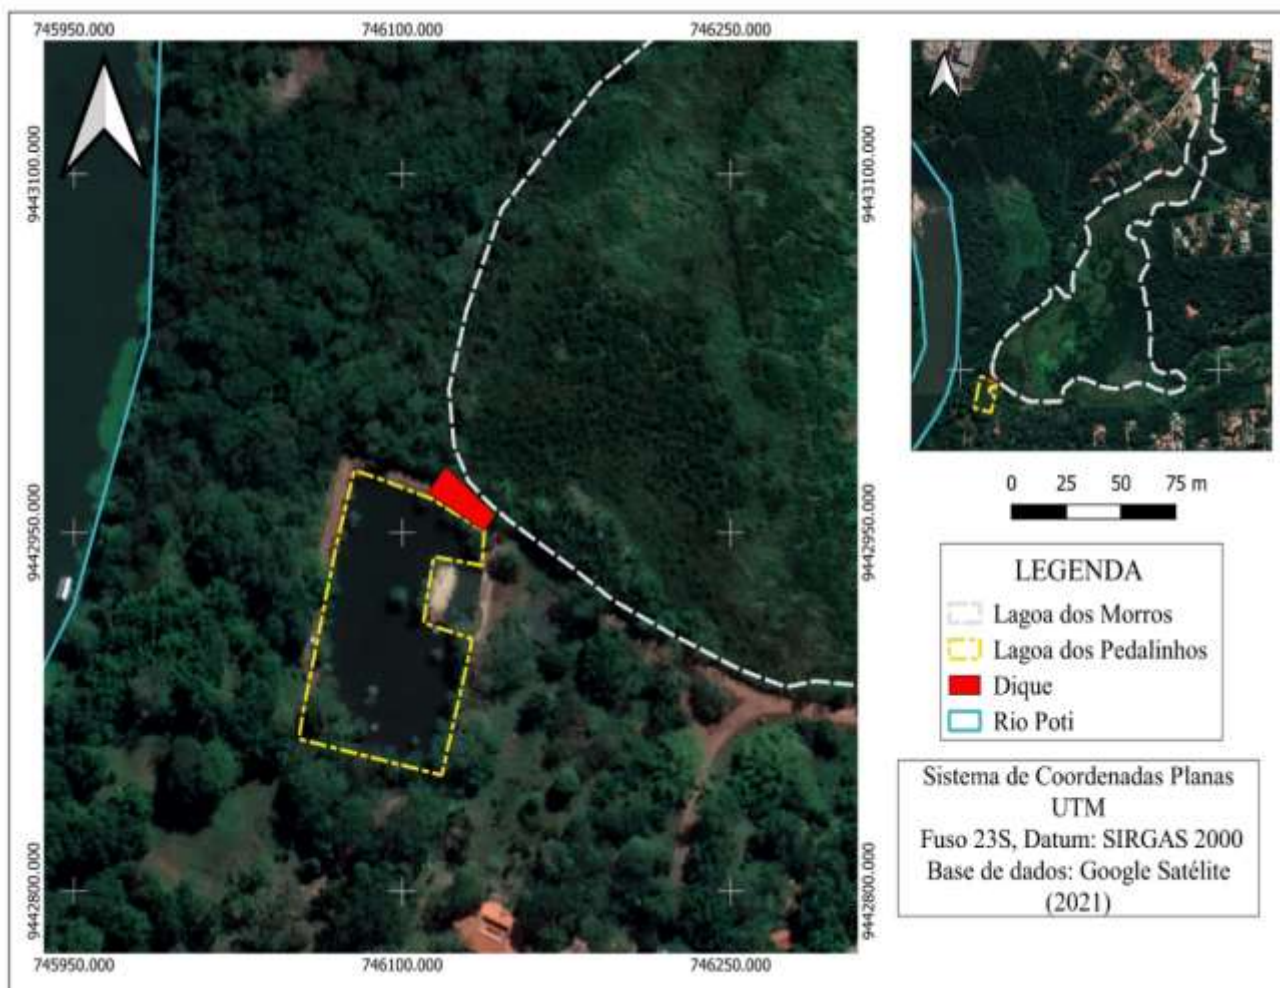 745950.000 746100.000 746250.000
9443100.000 9443100.000
9442950.000 9442950.000
9442800.000 9442800.000
745950.000 746100.000 746250.000
0 25 50 75 m
LEGENDA
Lagoa dos Morros
Lagoa dos Pedalinhos
Dique
Rio Poti
Sistema de Coordenadas Planas
UTM
Fuso 23S, Datum: SIRGAS 2000
Base de dados: Google Satélite
(2021)